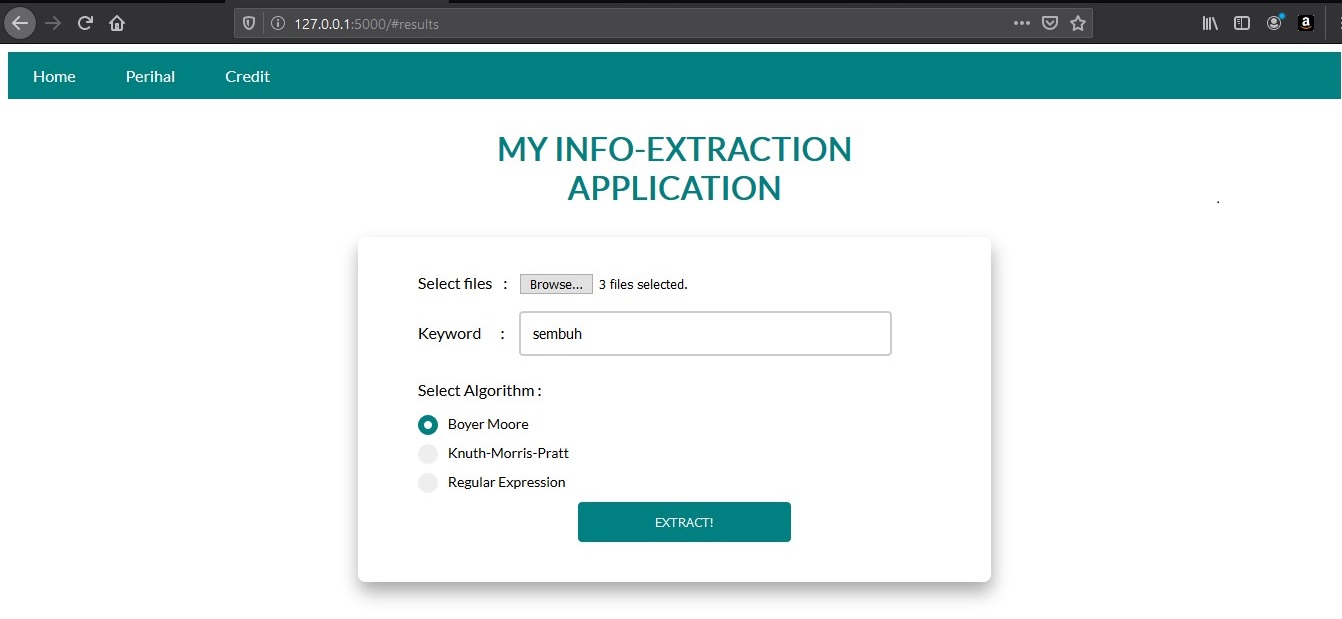 127.0.0.1:5000/#results
Home Perihal Credit
MY INFO-EXTRACTION
APPLICATION
Select files : Browse... 3 files selected.
Keyword : sembuh
Select Algorithm :
Boyer Moore
Knuth-Morris-Pratt
Regular Expression
EXTRACT!